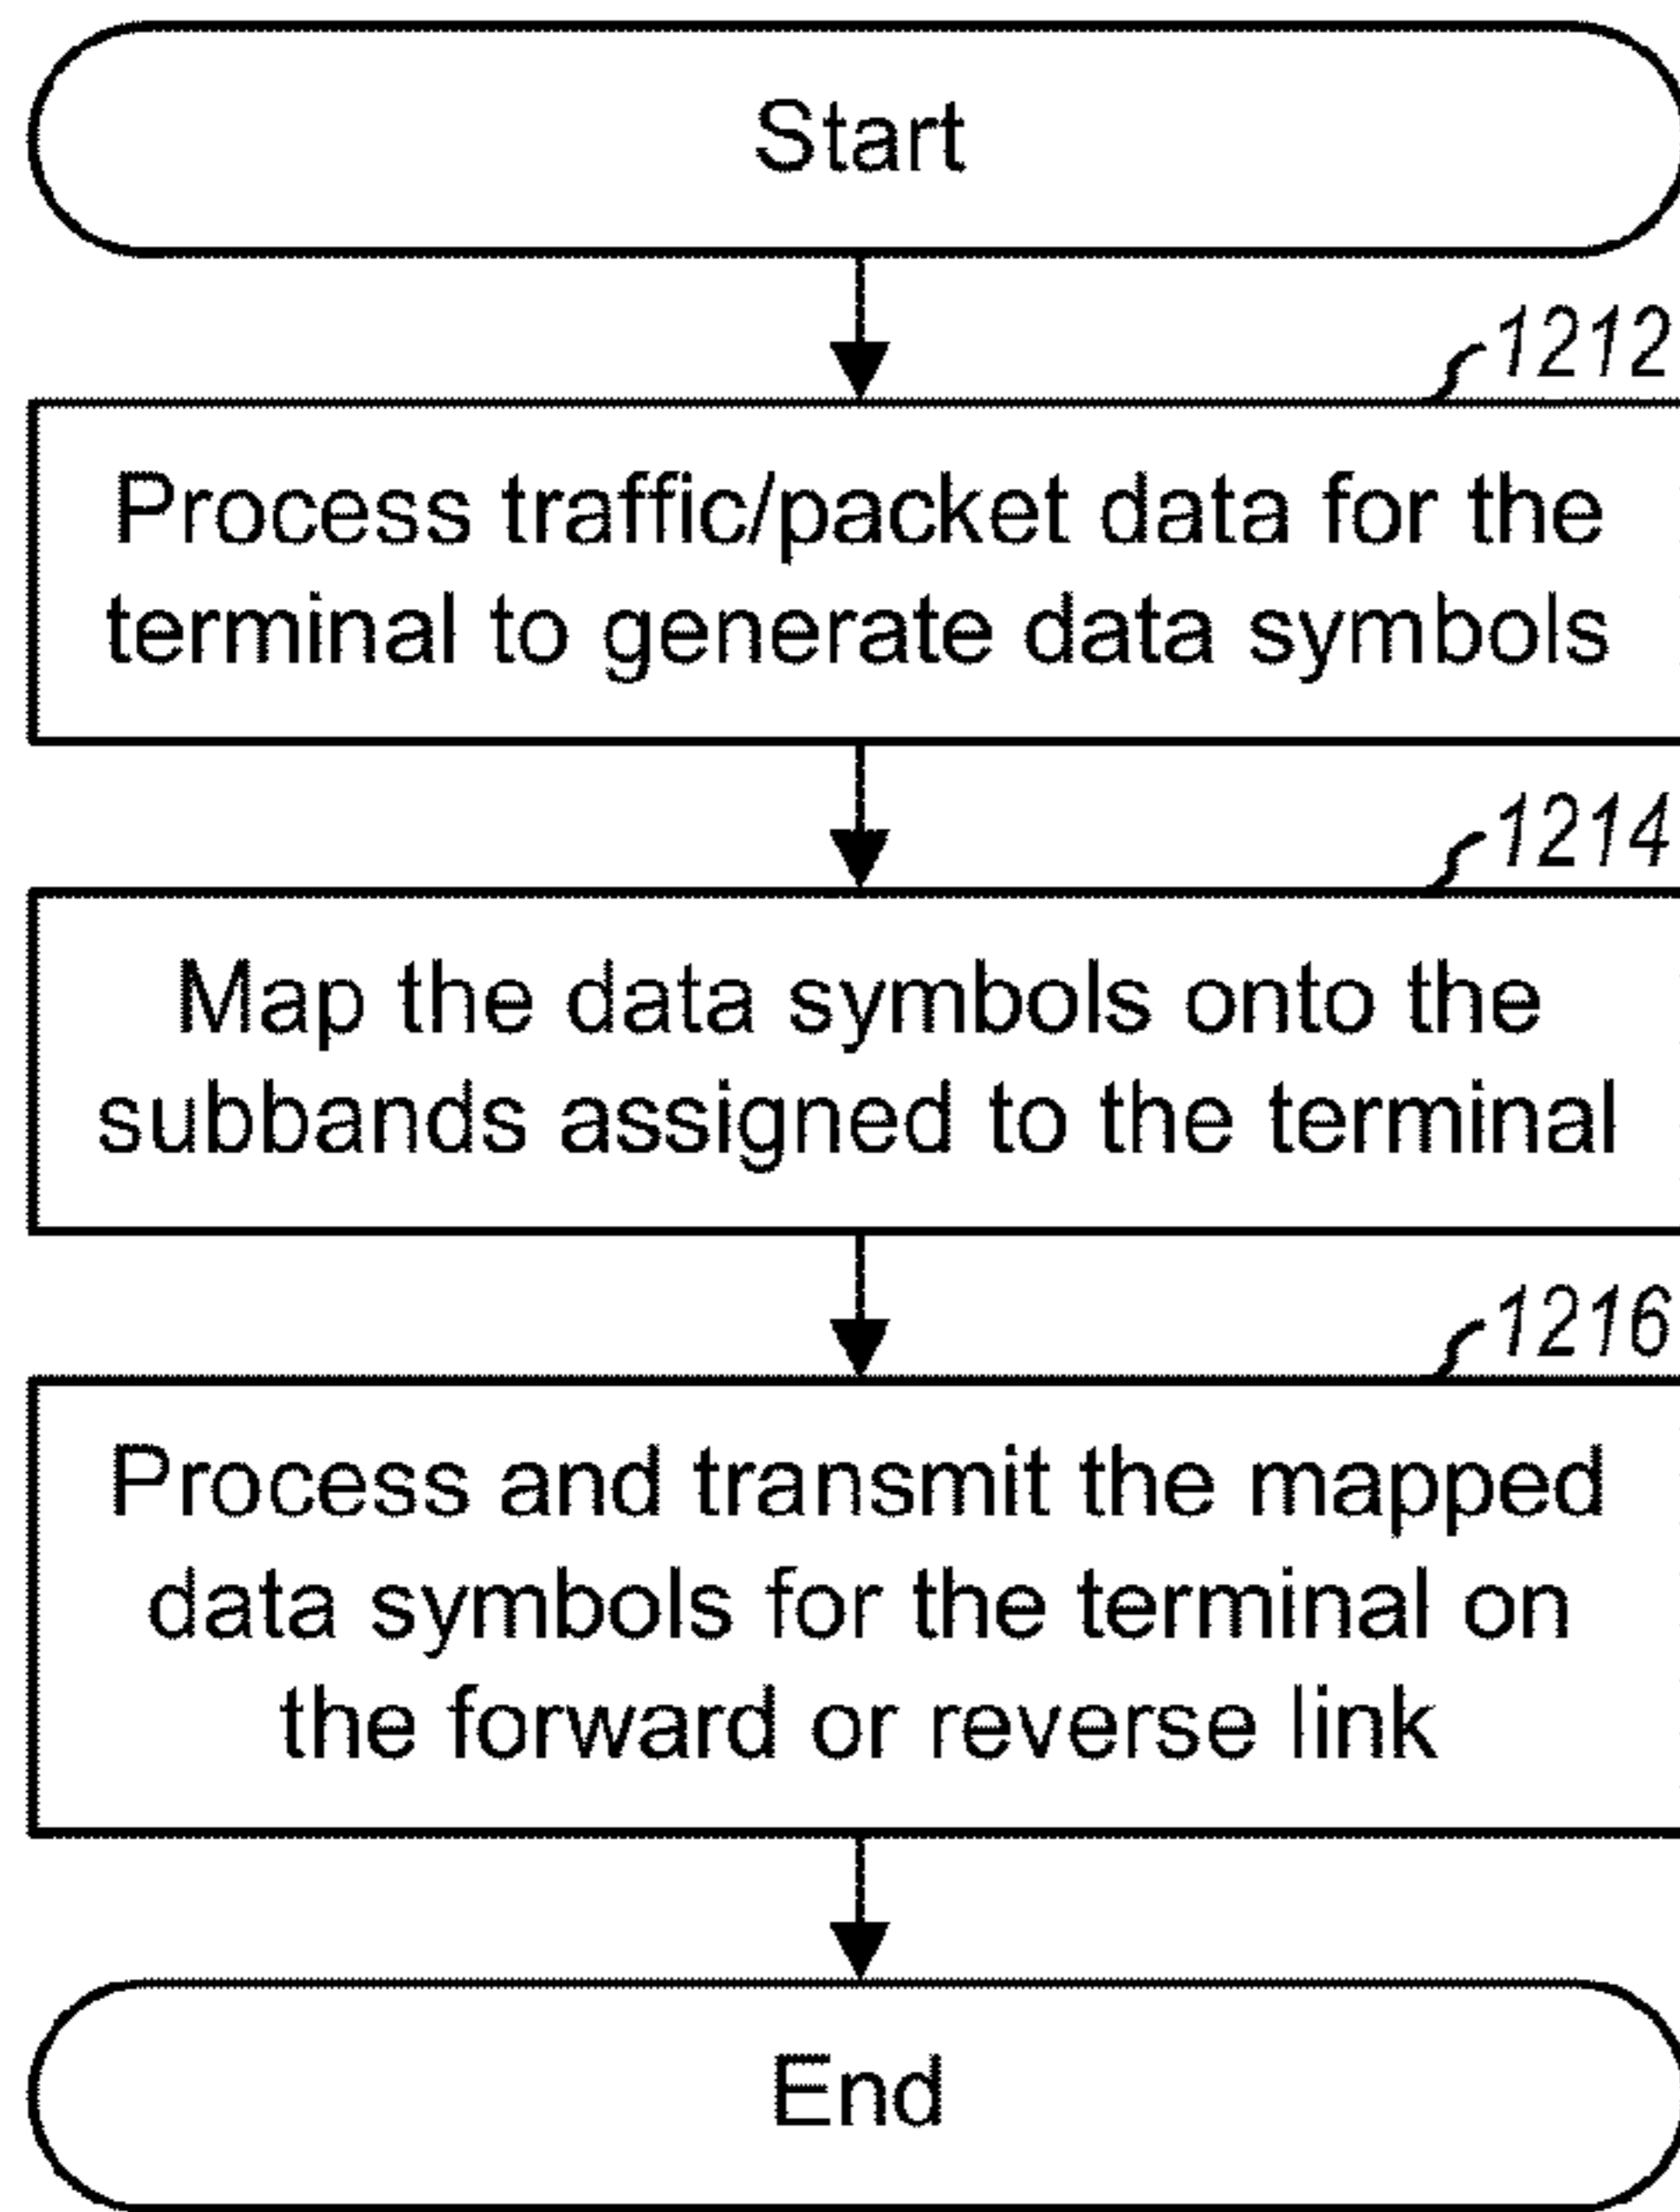 Start
1212
Process traffic/packet data for the
terminal to generate data symbols
1214
Map the data symbols onto the
subbands assigned to the terminal
1216
Process and transmit the mapped
data symbols for the terminal on
the forward or reverse link
End